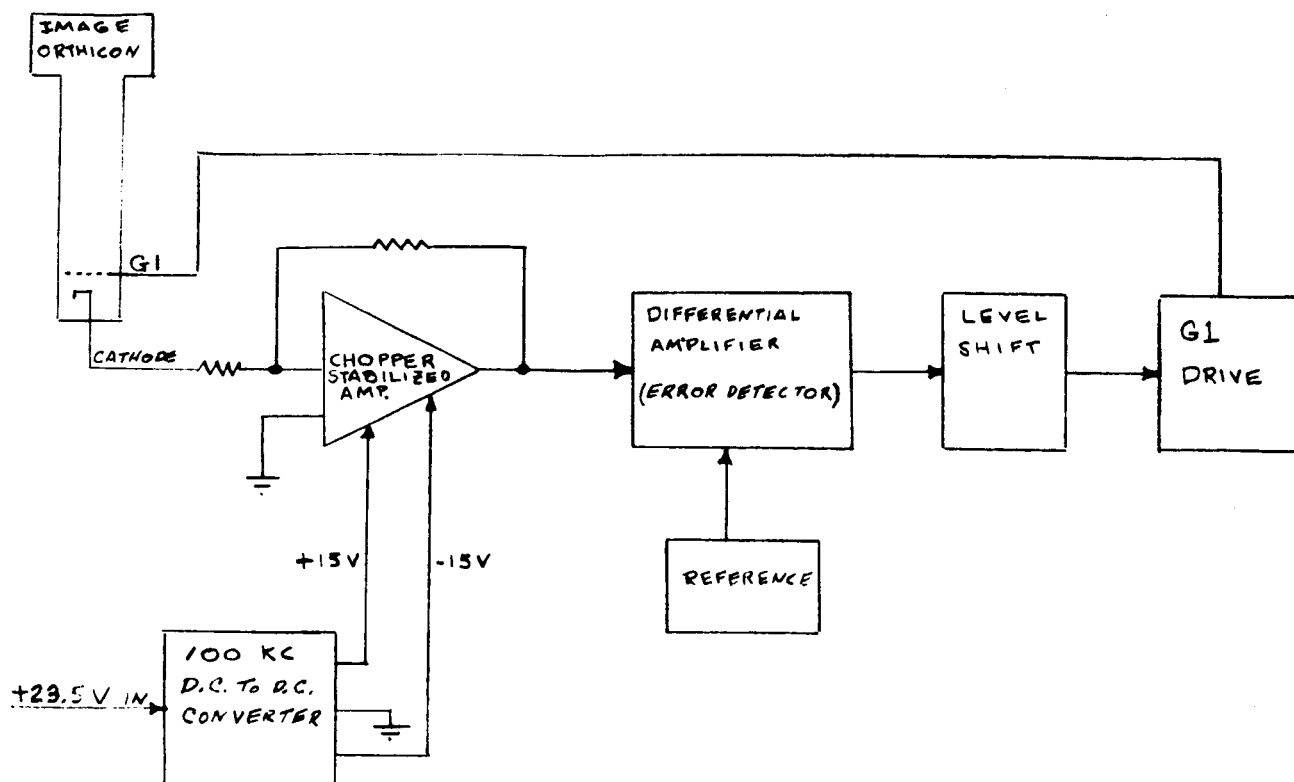 IMAGE
ORTHICON
G1
CATHODE
CHOPPER
STABILIZED
AMP.
DIFFERENTIAL
AMPLIFIER
(ERROR DETECTOR)
LEVEL
SHIFT
G1
DRIVE
+15V
-15V
REFERENCE
+23.5V IN
100 KC
D.C. TO D.C.
CONVERTER